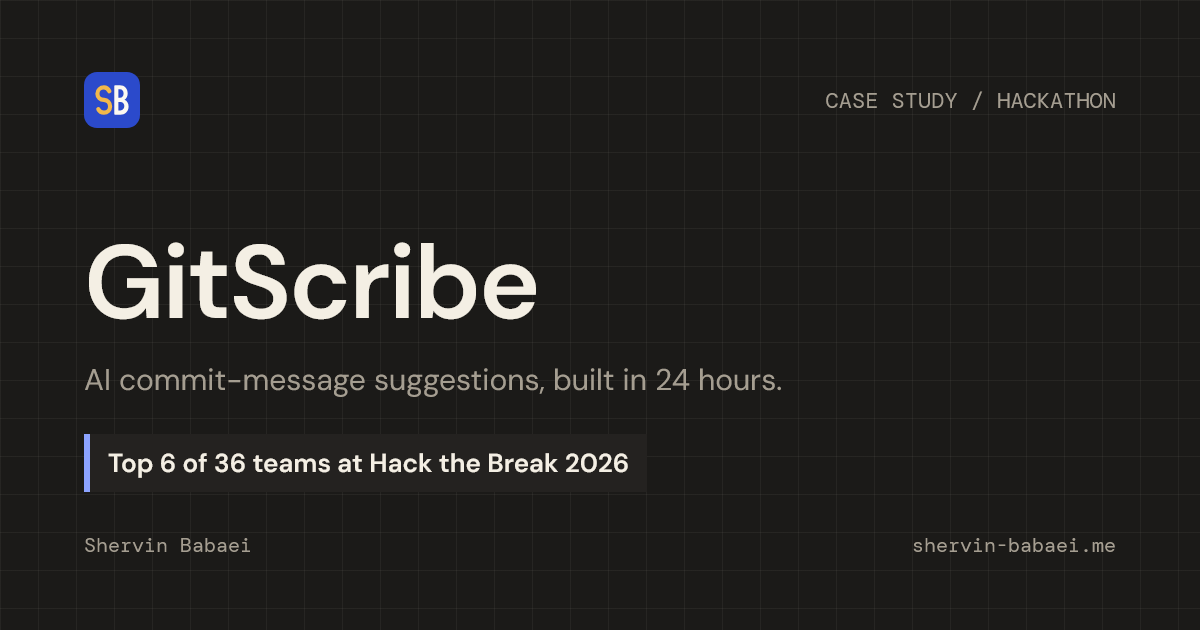 SB
CASE STUDY / HACKATHON
GitScribe
AI commit-message suggestions, built in 24 hours.
Top 6 of 36 teams at Hack the Break 2026
Shervin Babaei
shervin-babaei.me